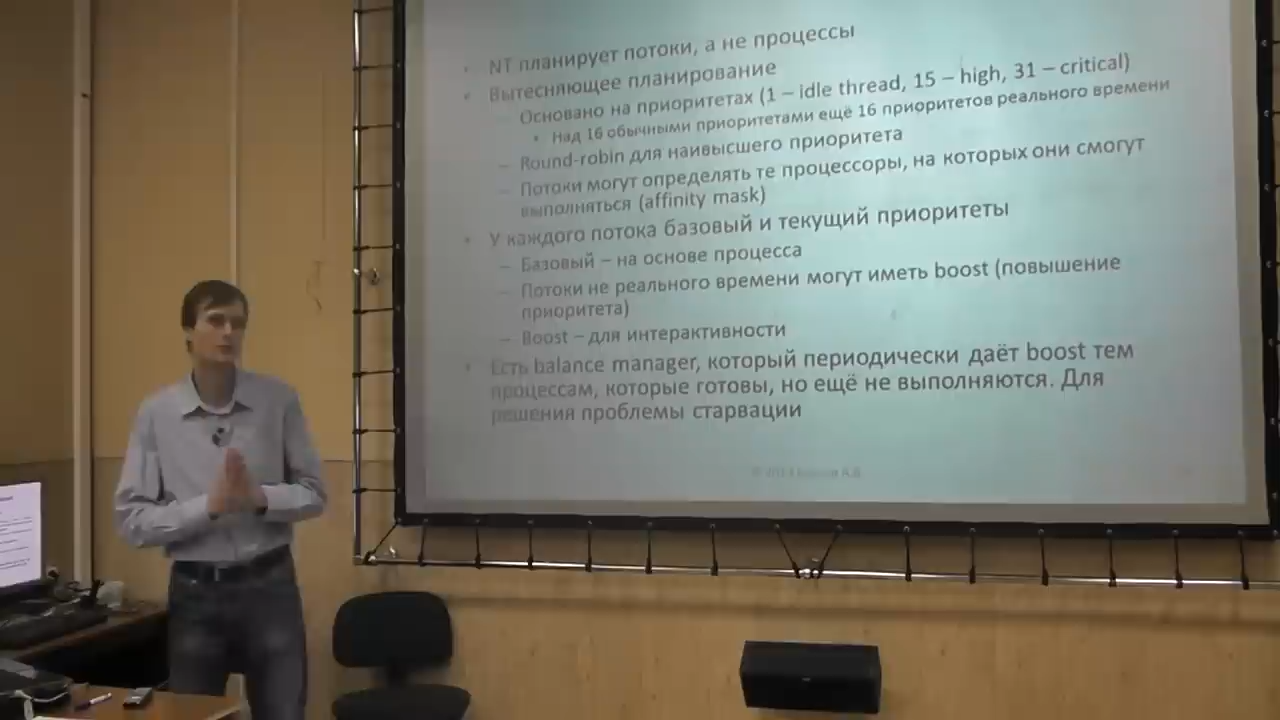 NT планирует потоки, а не процессы
Вытесняющее планирование
Основано на приоритетах (1 – idle thread, 15 – high, 31 – critical)
Над 16 обычными приоритетами ещё 16 приоритетов реального времени
Round-robin для наивысшего приоритета
Потоки могут определять те процессоры, на которых они смогут
выполняться (affinity mask)
У каждого потока базовый и текущий приоритеты
Базовый – на основе процесса
Потоки не реального времени могут иметь boost (повышение
приоритета)
Boost – для интерактивности
Есть balance manager, который периодически даёт boost тем
процессам, которые готовы, но ещё не выполняются. Для
решения проблемы старвации